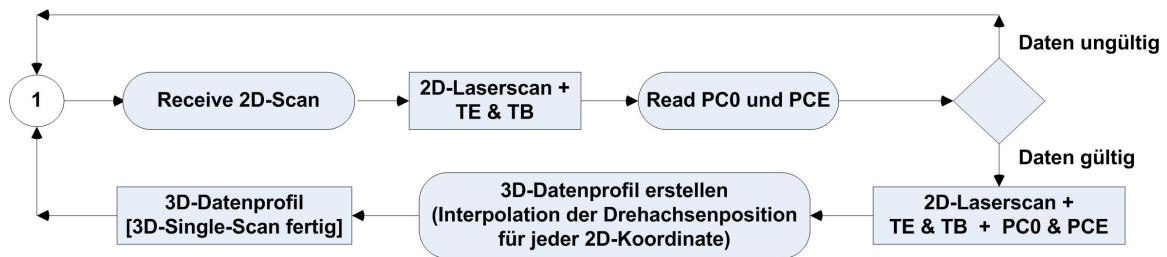 Daten ungültig
1
Receive 2D-Scan
2D-Laserscan +
TE & TB
Read PC0 und PCE
Daten gültig
3D-Datenprofil
[3D-Single-Scan fertig]
3D-Datenprofil erstellen
(Interpolation der Drehachsenposition
für jeder 2D-Koordinate)
2D-Laserscan +
TE & TB + PC0 & PCE